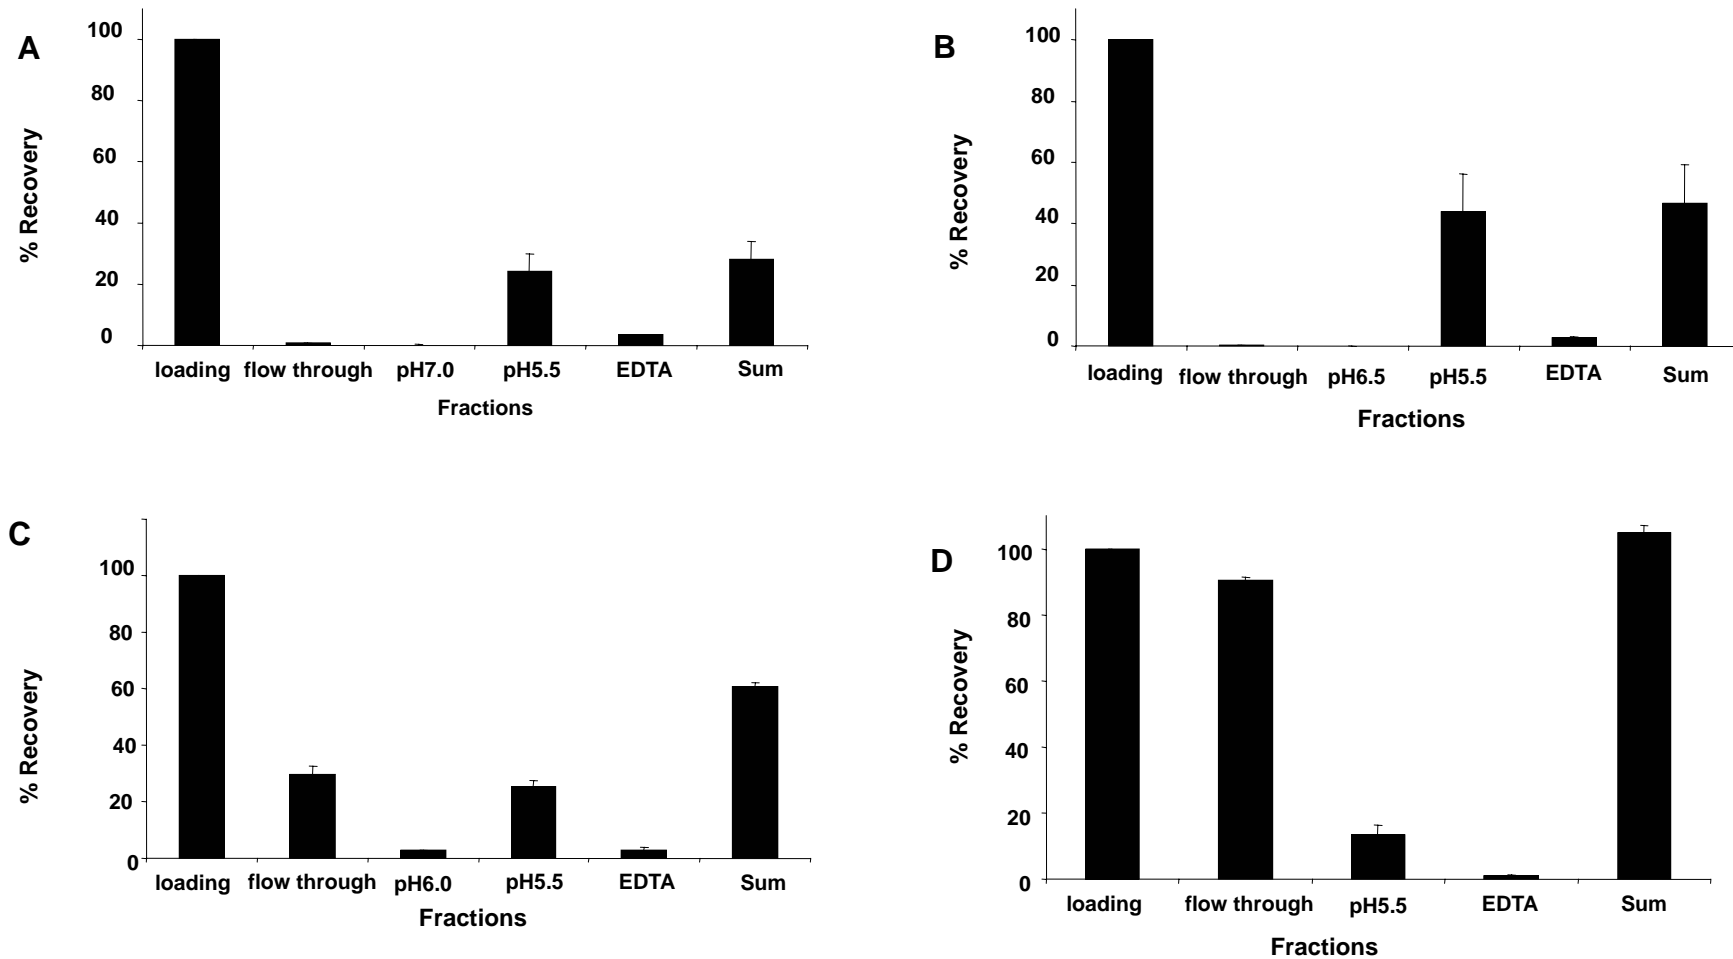 A
% Recovery
100
80
60
40
20
0
loading flow through pH7.0 pH5.5 EDTA Sum
Fractions
B
% Recovery
100
80
60
40
20
0
loading flow through pH6.5 pH5.5 EDTA Sum
Fractions
C
% Recovery
100
80
60
40
20
0
loading flow through pH6.0 pH5.5 EDTA Sum
Fractions
D
% Recovery
100
80
60
40
20
0
loading flow through pH5.5 EDTA Sum
Fractions